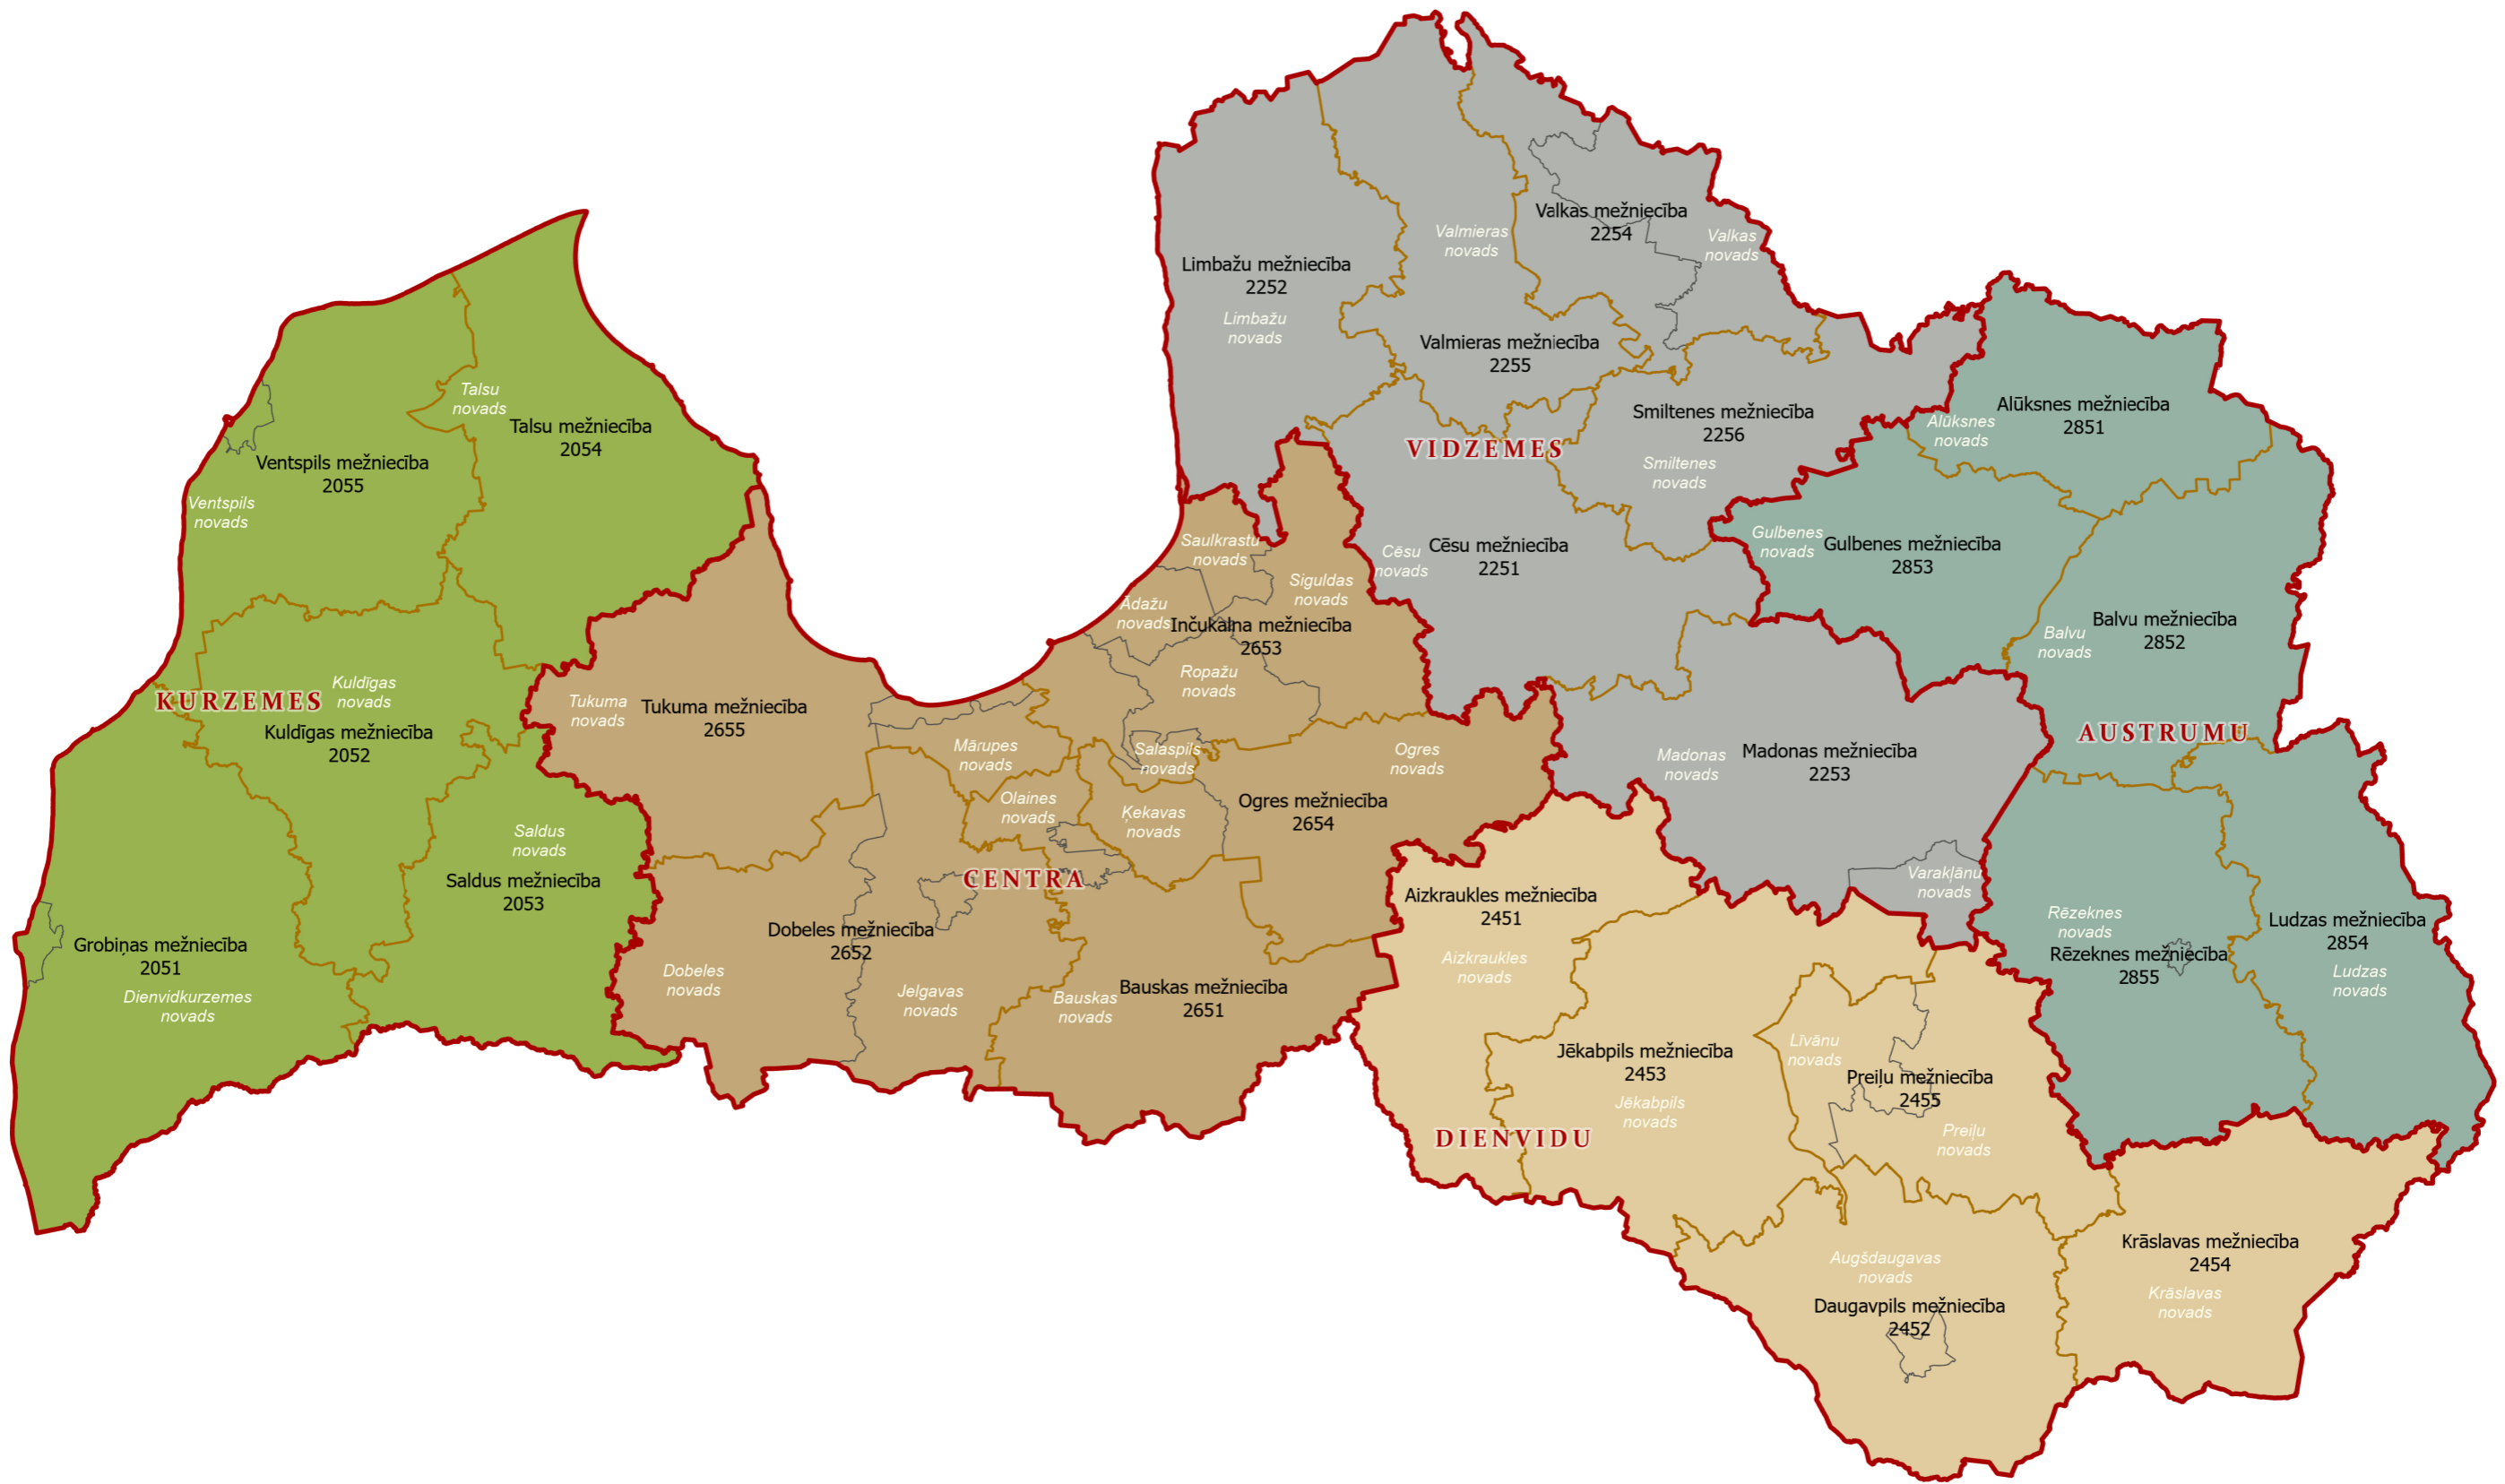 Valkas mežniecība
2254
Valmieras
novads
Valkas
novads
Limbažu mežniecība
2252
Limbažu
novads
Valmieras mežniecība
2255
Talsu
novads
Talsu mežniecība
2054
Smiltenes mežniecība
2256
Alūksnes mežniecība
2851
Alūksnes
novads
VIDZEMES
Ventspils mežniecība
2055
Smiltenes
novads
Ventspils
novads
Saulkrastu
novads
Cēsu
novads
Cēsu mežniecība
2251
Gulbenes
novads
Gulbenes mežniecība
2853
Siguldas
novads
Ādažu
novads
Inčukalna mežniecība
2653
Balvu mežniecība
2852
Balvu
novads
Ropažu
novads
KURZEMES
Kuldīgas
novads
Kuldīgas mežniecība
2052
Tukuma
novads
Tukuma mežniecība
2655
Mārupes
novads
Salaspils
novads
Ogres
novads
Madonas
novads
Madonas mežniecība
2253
AUSTRUMU
Olaines
novads
Ķekavas
novads
Ogres mežniecība
2654
Saldus
novads
Saldus mežniecība
2053
CENTRA
Varakļānu
novads
Aizkraukles mežniecība
2451
Rēzeknes
novads
Ludzas mežniecība
2854
Grobiņas mežniecība
2051
Dobeles mežniecība
2652
Rēzeknes mežniecība
2855
Aizkraukles
novads
Ludzas
novads
Dobeles
novads
Dienvidkurzemes
novads
Jelgavas
novads
Bauskas
novads
Bauskas mežniecība
2651
Jēkabpils mežniecība
2453
Līvānu
novads
Preiļu mežniecība
2455
Jēkabpils
novads
DIENVIDU
Preiļu
novads
Krāslavas mežniecība
2454
Augšdaugavas
novads
Krāslavas
novads
Daugavpils mežniecība
2452